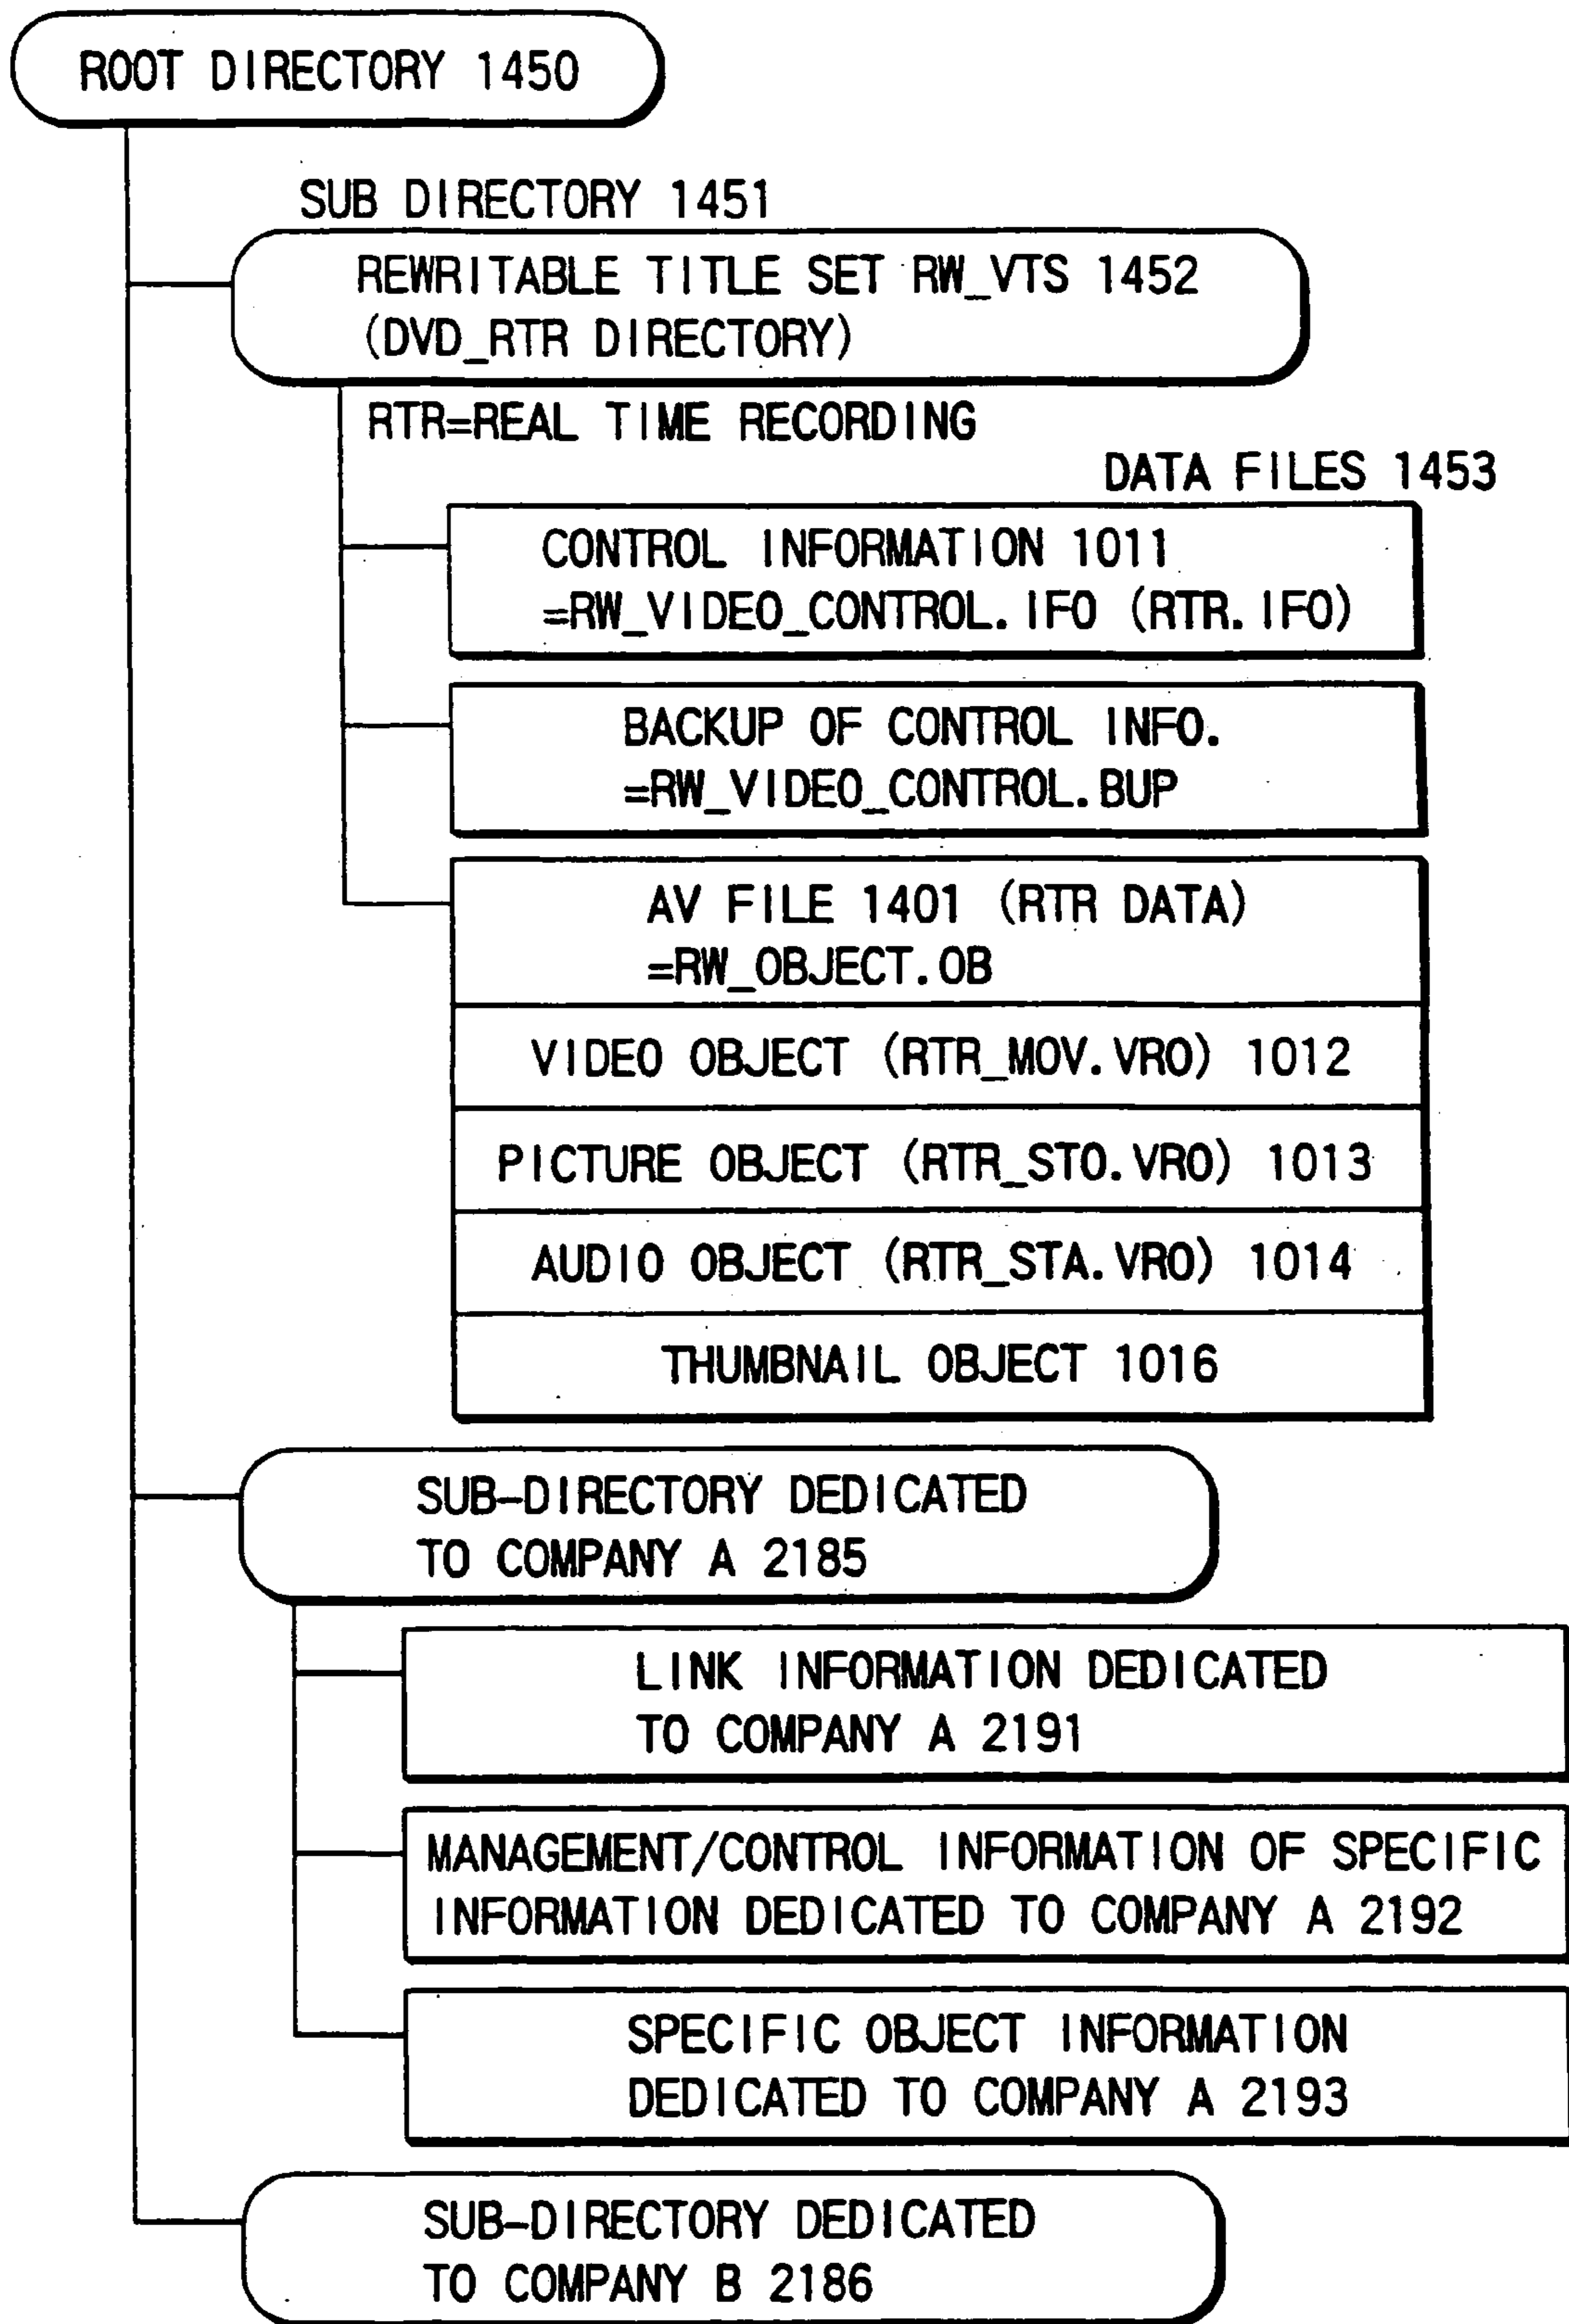 ROOT DIRECTORY 1450
SUB DIRECTORY 1451
REWRITABLE TITLE SET RW_VTS 1452
(DVD_RTR DIRECTORY)
RTR=REAL TIME RECORDING
DATA FILES 1453
CONTROL INFORMATION 1011
=RW_VIDEO_CONTROL.IFO (RTR.IFO)
BACKUP OF CONTROL INFO.
=RW_VIDEO_CONTROL.BUP
AV FILE 1401 (RTR DATA)
=RW_OBJECT.OB
VIDEO OBJECT (RTR_MOV.VRO) 1012
PICTURE OBJECT (RTR_STO.VRO) 1013
AUDIO OBJECT (RTR_STA.VRO) 1014
THUMBNAIL OBJECT 1016
SUB-DIRECTORY DEDICATED
TO COMPANY A 2185
LINK INFORMATION DEDICATED
TO COMPANY A 2191
MANAGEMENT/CONTROL INFORMATION OF SPECIFIC
INFORMATION DEDICATED TO COMPANY A 2192
SPECIFIC OBJECT INFORMATION
DEDICATED TO COMPANY A 2193
SUB-DIRECTORY DEDICATED
TO COMPANY B 2186